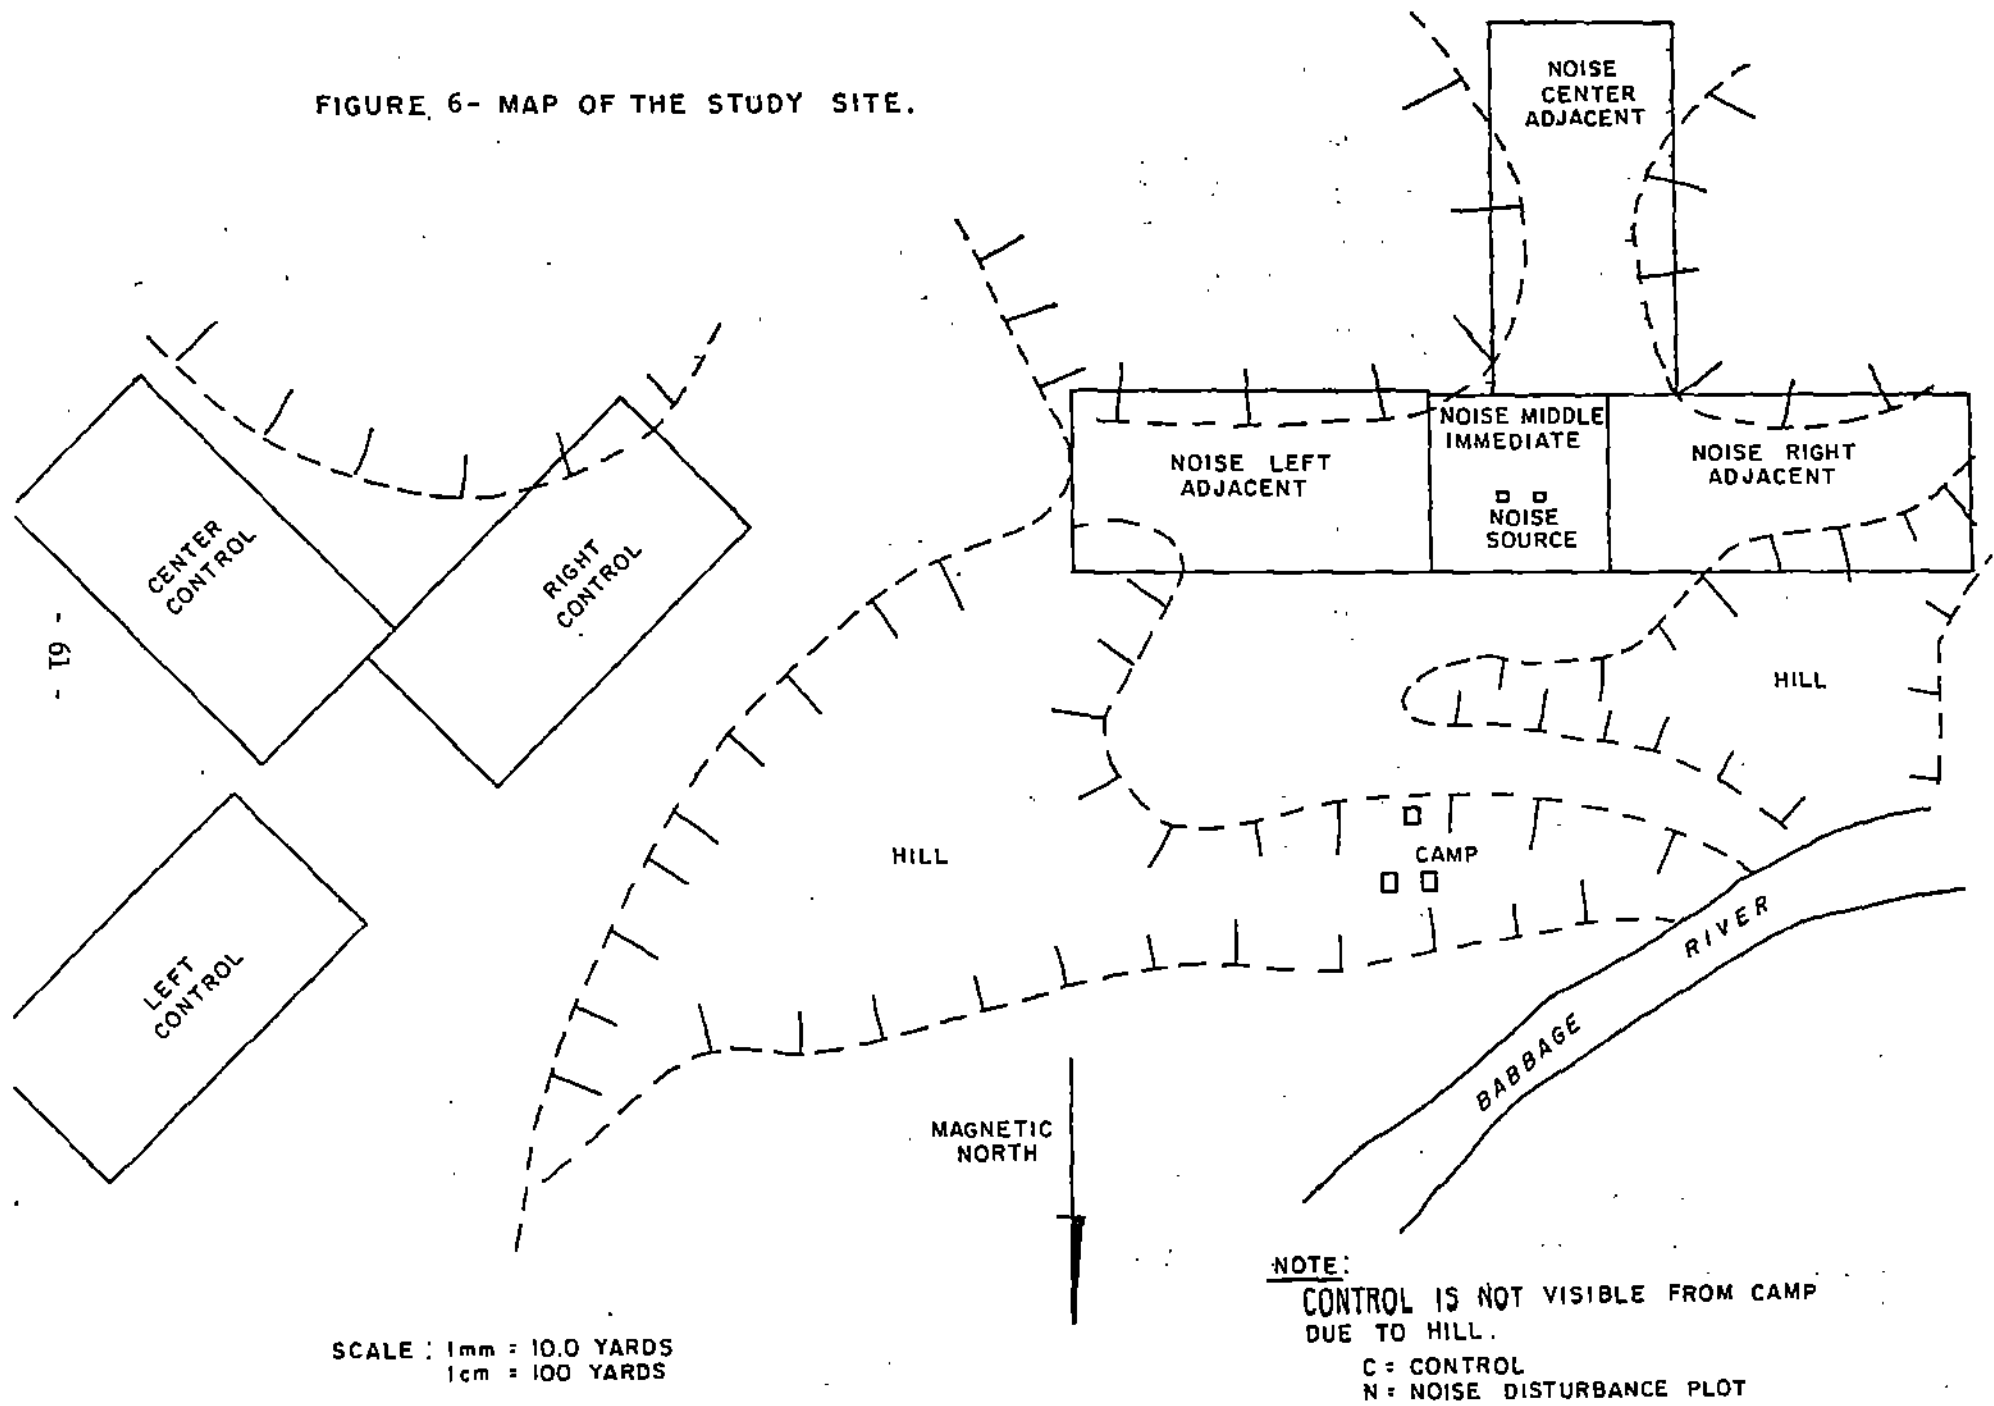 FIGURE 6- MAP OF THE STUDY SITE.
NOISE
CENTER
ADJACENT
NOISE MIDDLE
IMMEDIATE
NOISE LEFT
ADJACENT
NOISE RIGHT
ADJACENT
NOISE
SOURCE
CENTER
CONTROL
RIGHT
CONTROL
- 61 -
HILL
HILL
CAMP
LEFT
CONTROL
BABBAGE RIVER
MAGNETIC
NORTH
NOTE:
CONTROL IS NOT VISIBLE FROM CAMP
DUE TO HILL.
C = CONTROL
N = NOISE DISTURBANCE PLOT
SCALE : 1mm = 10.0 YARDS
1cm = 100 YARDS